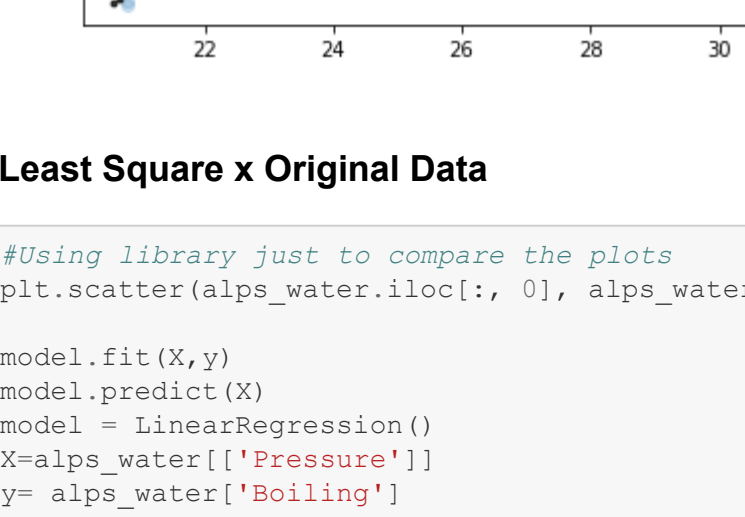 22 24 26 28 30
Least Square x Original Data
#Using library just to compare the plots
plt.scatter(alps_water.iloc[:, 0], alps_water
model.fit(X,y)
model.predict(X)
model = LinearRegression()
X=alps_water[['Pressure']]
y= alps_water['Boiling']